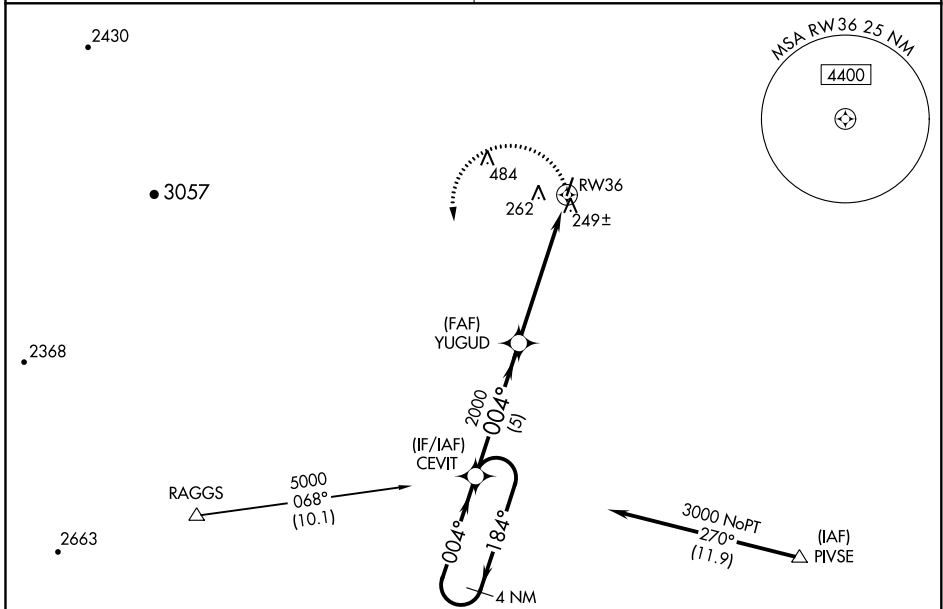 2430
MSA RW36 25 NM
4400
3057
484
262
RW36
249±
(FAF)
YUGUD
2368
2000
004°
(5)
(IF/IAF)
CEVIT
RAGGS
5000
068°
(10.1)
3000 NoPT
270°
(11.9)
(IAF)
PIVSE
2663
004°
184°
4 NM